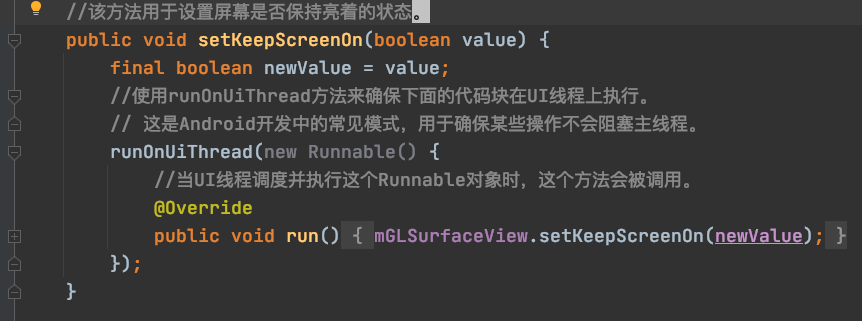 //该方法用于设置屏幕是否保持亮着的状态。
public void setKeepScreenOn(boolean value) {
final boolean newValue = value;
//使用runOnUiThread方法来确保下面的代码块在UI线程上执行。
// 这是Android开发中的常见模式，用于确保某些操作不会阻塞主线程。
runOnUiThread(new Runnable() {
//当UI线程调度并执行这个Runnable对象时，这个方法会被调用。
@Override
public void run() { mGLSurfaceView.setKeepScreenOn(newValue); }
});
}